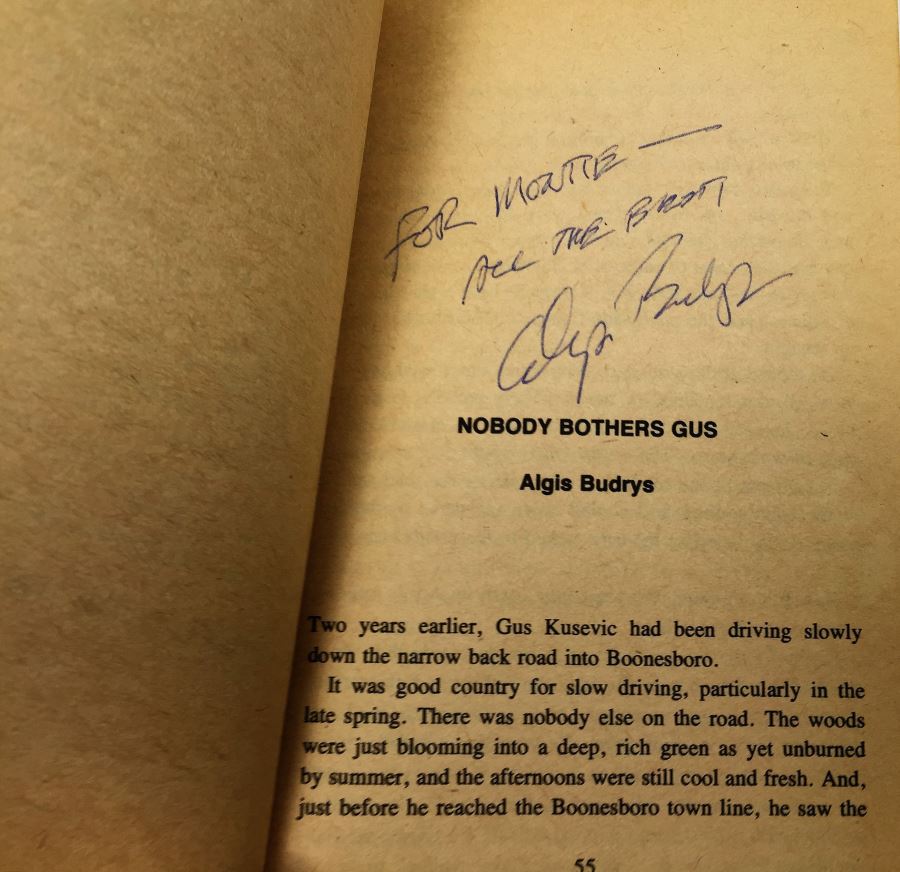 FOR MONTIE —
ALL THE BEST
Algis Budrys
NOBODY BOTHERS GUS
Algis Budrys
Two years earlier, Gus Kusevic had been driving slowly
down the narrow back road into Boonesboro.
It was good country for slow driving, particularly in the
late spring. There was nobody else on the road. The woods
were just blooming into a deep, rich green as yet unburned
by summer, and the afternoons were still cool and fresh. And,
just before he reached the Boonesboro town line, he saw the
55